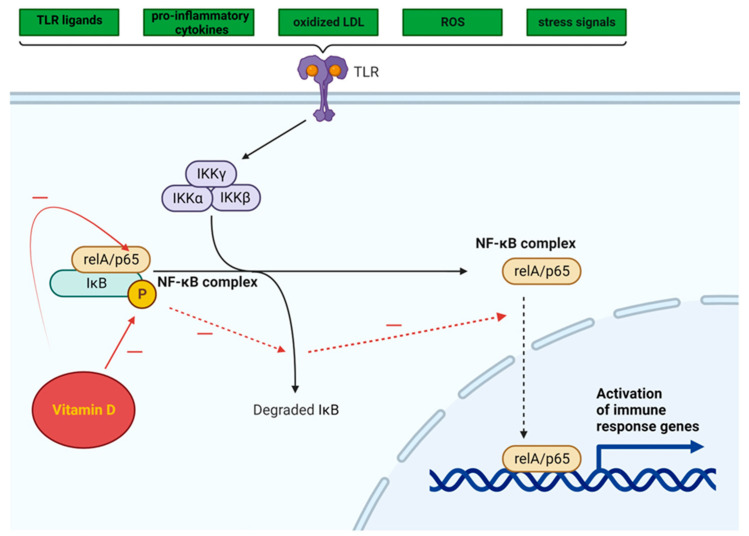 TLR ligands
pro-inflammatory
cytokines
oxidized LDL
ROS
stress signals
TLR
IKKγ
IKKα
IKKβ
NF-κB complex
relA/p65
relA/p65
IκB
NF-κB complex
P
Vitamin D
Degraded IκB
Activation
of immune
response genes
relA/p65